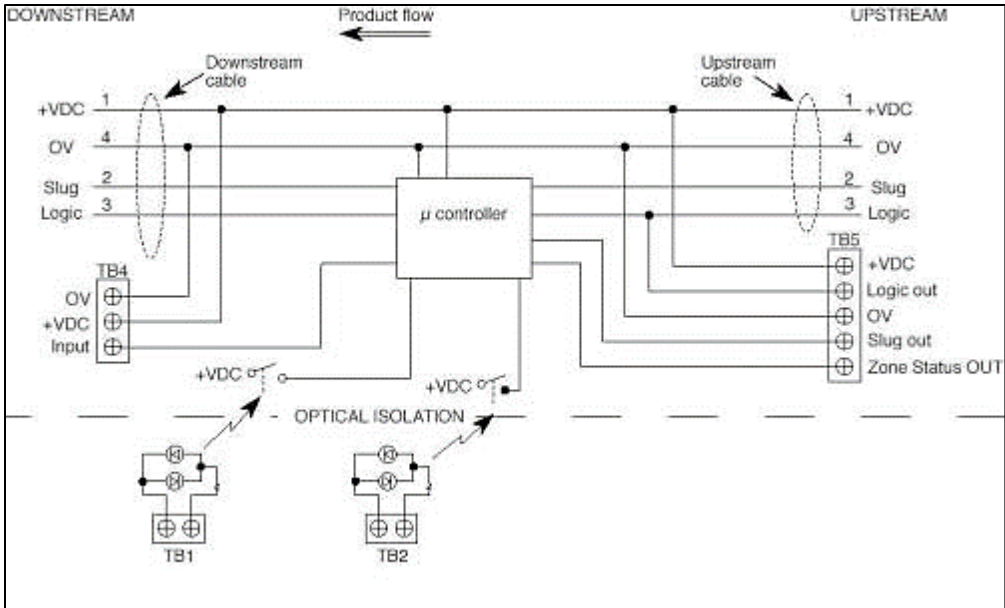 DOWNSTREAM Product flow UPSTREAM
Downstream cable
Upstream cable
+VDC 1 1 +VDC
OV 4 4 OV
Slug 2 2 Slug
Logic 3 3 Logic
μ controller
TB4
OV
+VDC
Input
TB5
+VDC
Logic out
OV
Slug out
Zone Status OUT
+VDC
+VDC
OPTICAL ISOLATION
TB1
TB2